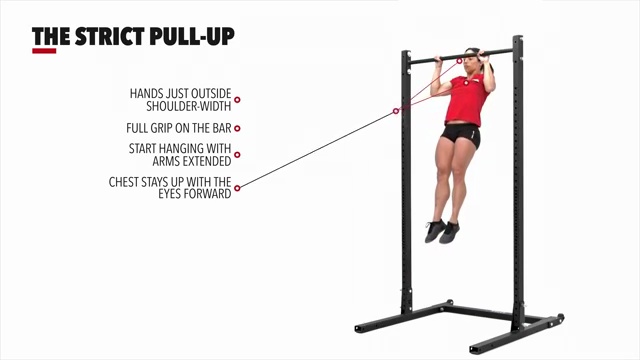 THE STRICT PULL-UP
HANDS JUST OUTSIDE
SHOULDER-WIDTH
FULL GRIP ON THE BAR
START HANGING WITH
ARMS EXTENDED
CHEST STAYS UP WITH THE
EYES FORWARD